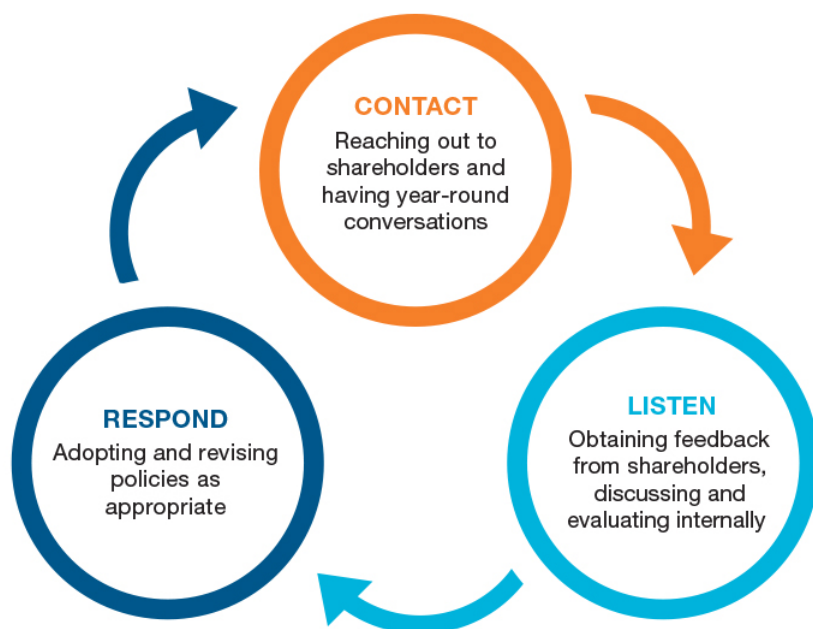 CONTACT
Reaching out to
shareholders and
having year-round
conversations
LISTEN
Obtaining feedback
from shareholders,
discussing and
evaluating internally
RESPOND
Adopting and revising
policies as
appropriate